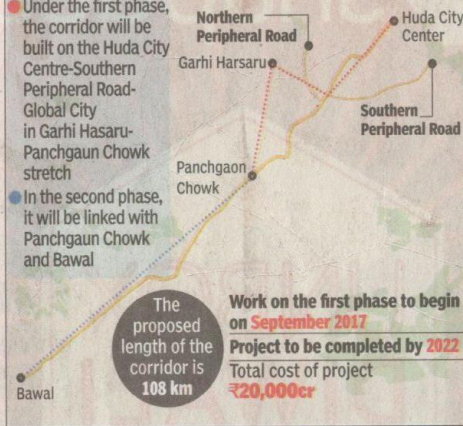 Under the first phase,
the corridor will be
built on the Huda City
Centre-Southern
Peripheral Road-
Global City
in Garhi Hasaru-
Panchgaun Chowk
stretch
In the second phase,
it will be linked with
Panchgaun Chowk
and Bawal
Northern
Peripheral Road
Huda City
Center
Garhi Harsaru
Southern
Peripheral Road
Panchgaon
Chowk
Bawal
The
proposed
length of the
corridor is
108 km
Work on the first phase to begin
on September 2017
Project to be completed by 2022
Total cost of project
₹20,000cr